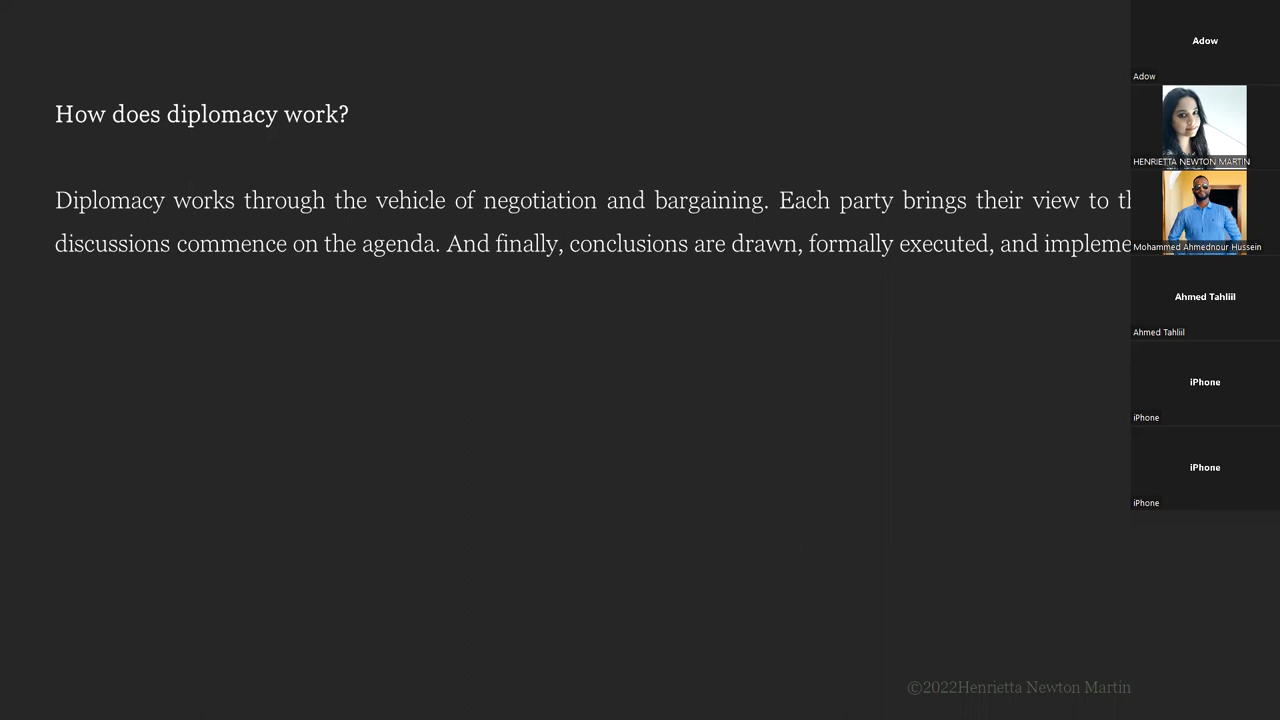 How does diplomacy work?
Diplomacy works through the vehicle of negotiation and bargaining. Each party brings their view to
discussions commence on the agenda. And finally, conclusions are drawn, formally executed, and
©2022Henrietta Newton Martin
Adow
Adow
HENRIETTA NEWTON MARTIN
Mohammed Ahmednour Hussein
Ahmed Tahliil
Ahmed Tahliil
iPhone
iPhone
iPhone
iPhone